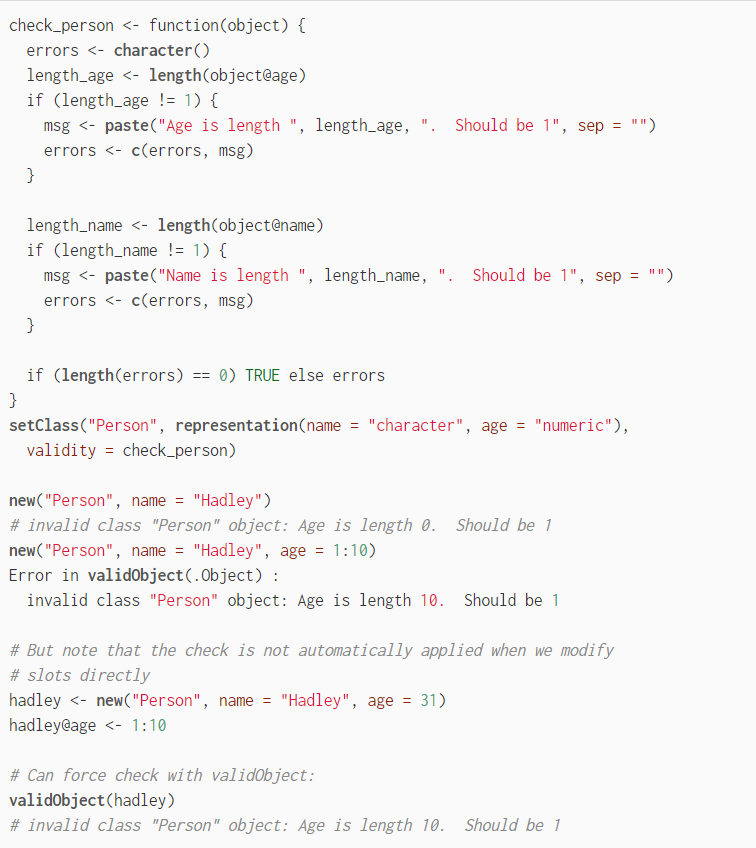 check_person <- function(object) {
  errors <- character()
  length_age <- length(object@age)
  if (length_age != 1) {
    msg <- paste("Age is length ", length_age, ".  Should be 1", sep = "")
    errors <- c(errors, msg)
  }

  length_name <- length(object@name)
  if (length_name != 1) {
    msg <- paste("Name is length ", length_name, ".  Should be 1", sep = "")
    errors <- c(errors, msg)
  }

  if (length(errors) == 0) TRUE else errors
}
setClass("Person", representation(name = "character", age = "numeric"),
  validity = check_person)

new("Person", name = "Hadley")
# invalid class "Person" object: Age is length 0.  Should be 1
new("Person", name = "Hadley", age = 1:10)
Error in validObject(.Object) :
  invalid class "Person" object: Age is length 10.  Should be 1

# But note that the check is not automatically applied when we modify
# slots directly
hadley <- new("Person", name = "Hadley", age = 31)
hadley@age <- 1:10

# Can force check with validObject:
validObject(hadley)
# invalid class "Person" object: Age is length 10.  Should be 1